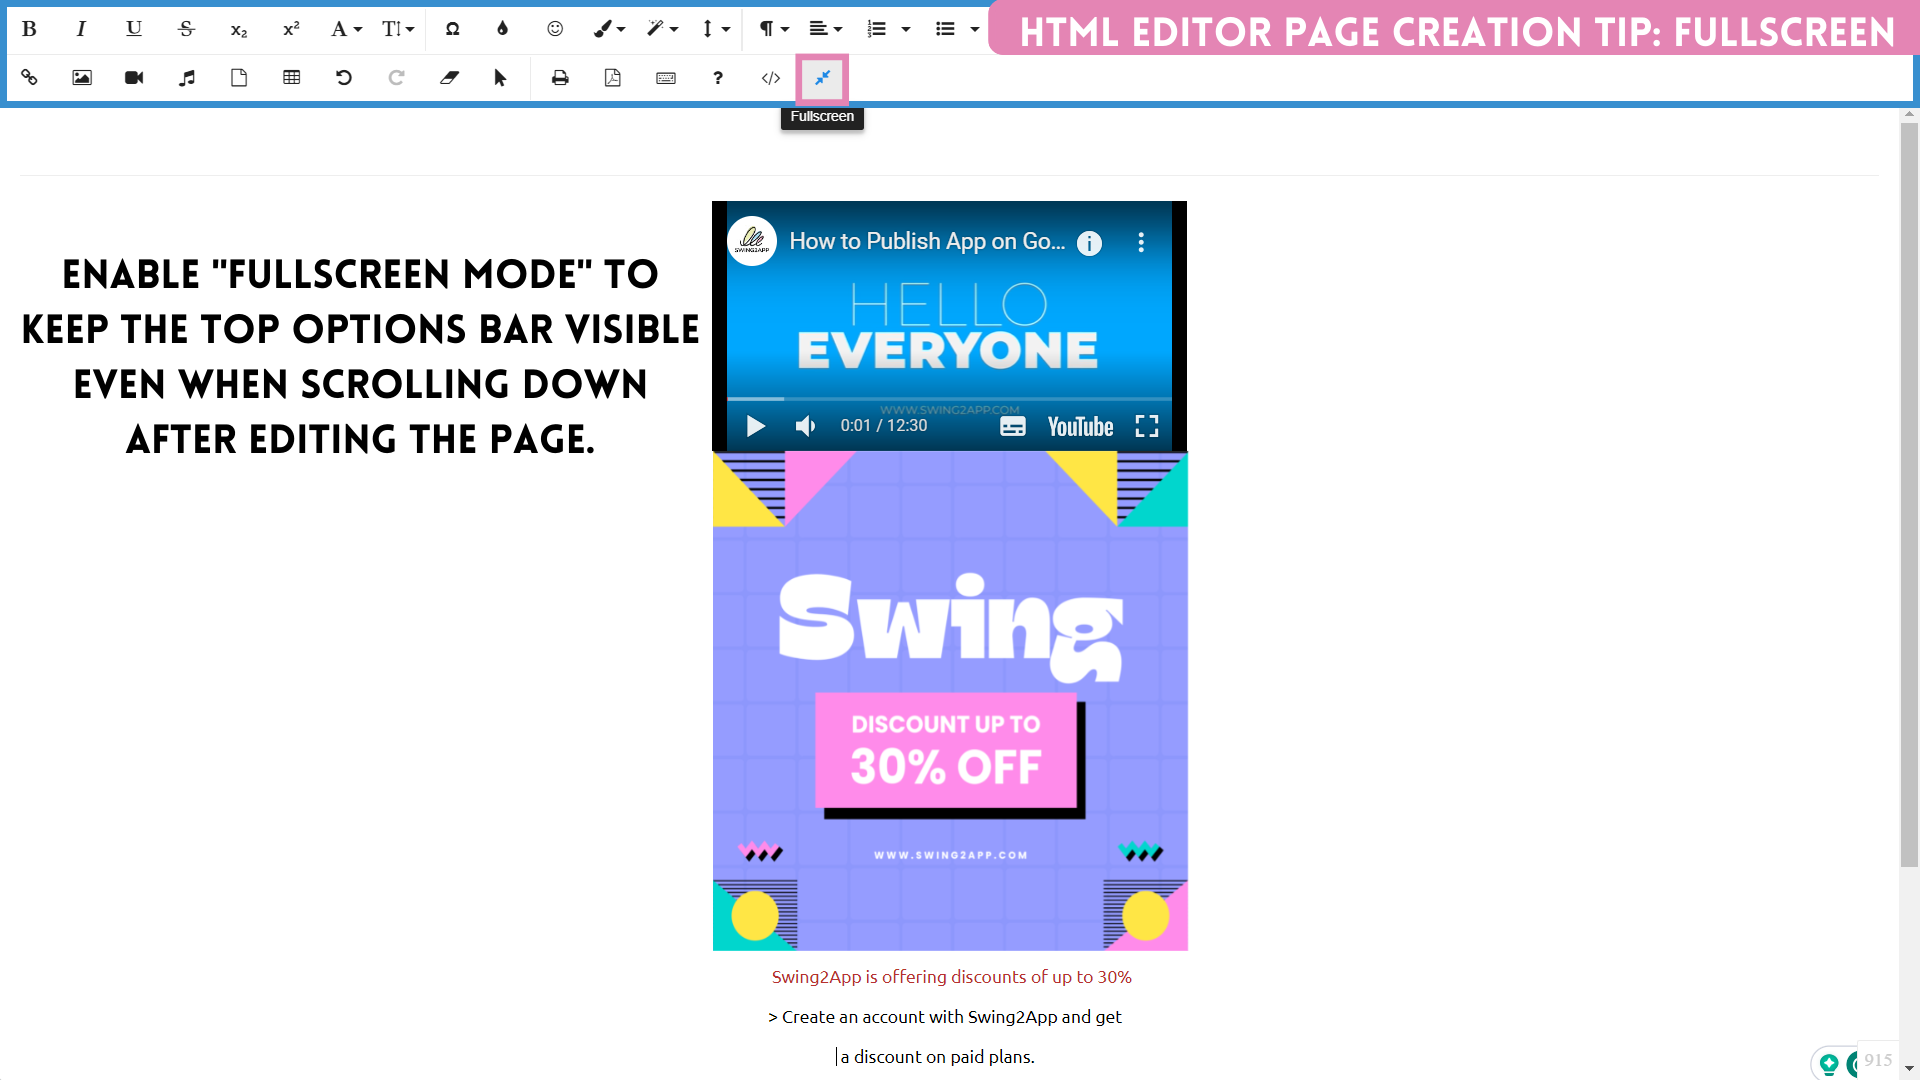 B I U S x₂ x² A T Ω ¶
HTML EDITOR PAGE CREATION TIP: FULLSCREEN
? </>
Fullscreen
ENABLE "FULLSCREEN MODE" TO
KEEP THE TOP OPTIONS BAR VISIBLE
EVEN WHEN SCROLLING DOWN
AFTER EDITING THE PAGE.
SWING2APP
How to Publish App on Go...
HELLO
EVERYONE
WWW.SWING2APP.COM
0:01 / 12:30
YouTube
Swing
DISCOUNT UP TO
30% OFF
WWW.SWING2APP.COM
Swing2App is offering discounts of up to 30%
> Create an account with Swing2App and get
a discount on paid plans.
915